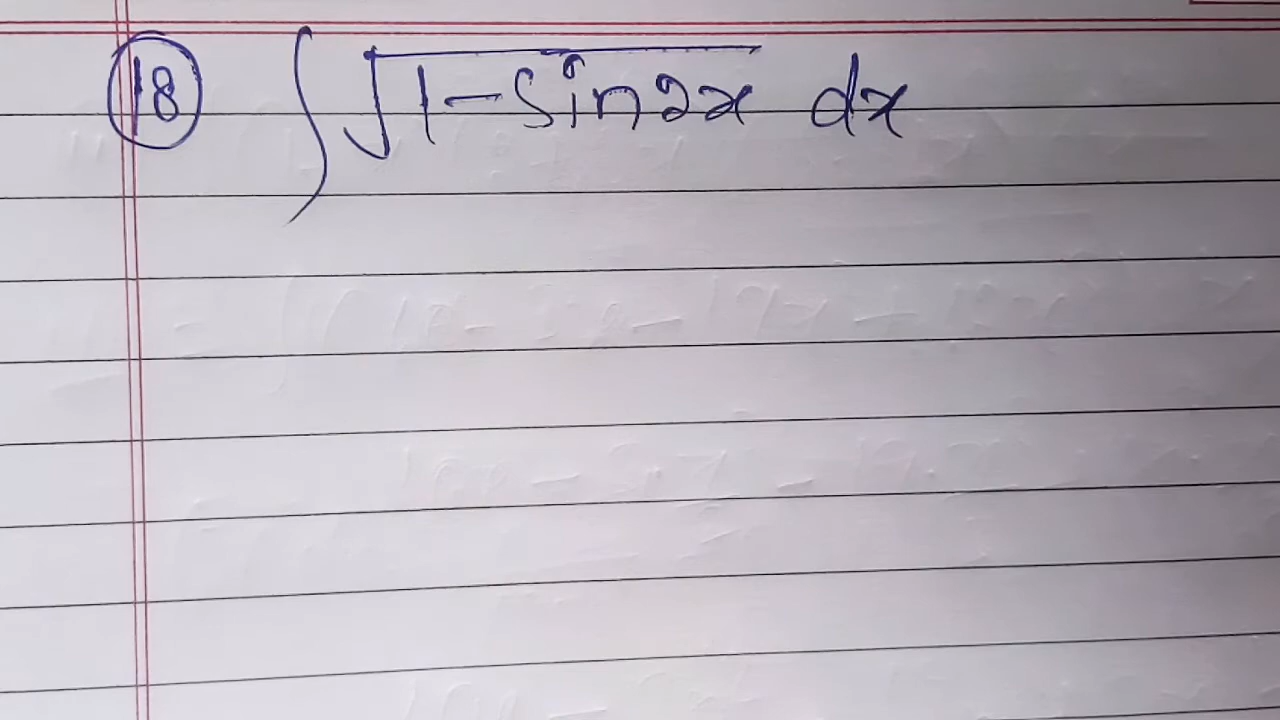 18 ∫ √(1-sin2x) dx